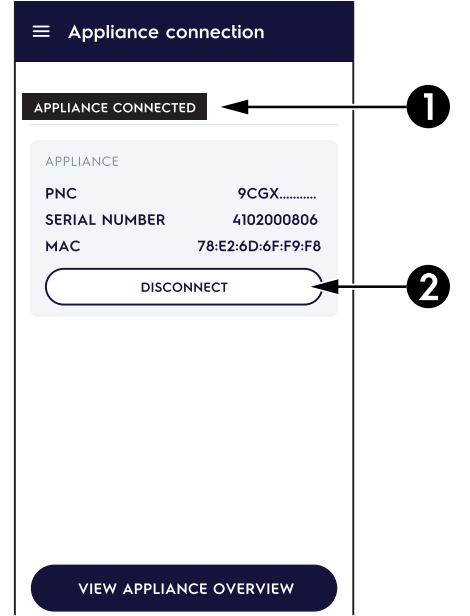 Appliance connection
APPLIANCE CONNECTED
1
APPLIANCE
PNC 9CGX...........
SERIAL NUMBER 4102000806
MAC 78:E2:6D:6F:F9:F8
DISCONNECT
2
VIEW APPLIANCE OVERVIEW